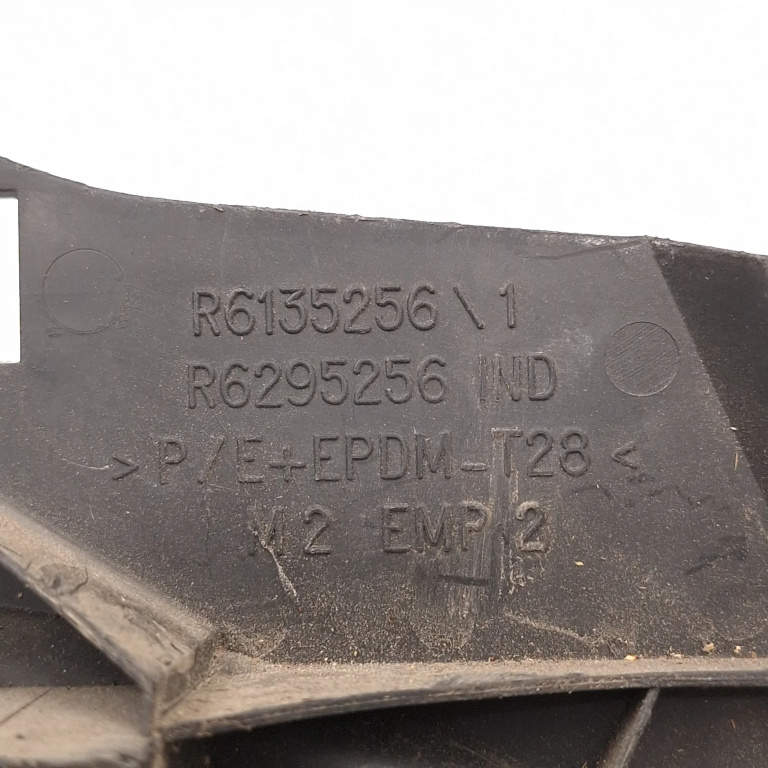 R6135256\1
R6295256 IND
>P/E+EPDM-T28<
M2 EMP 2